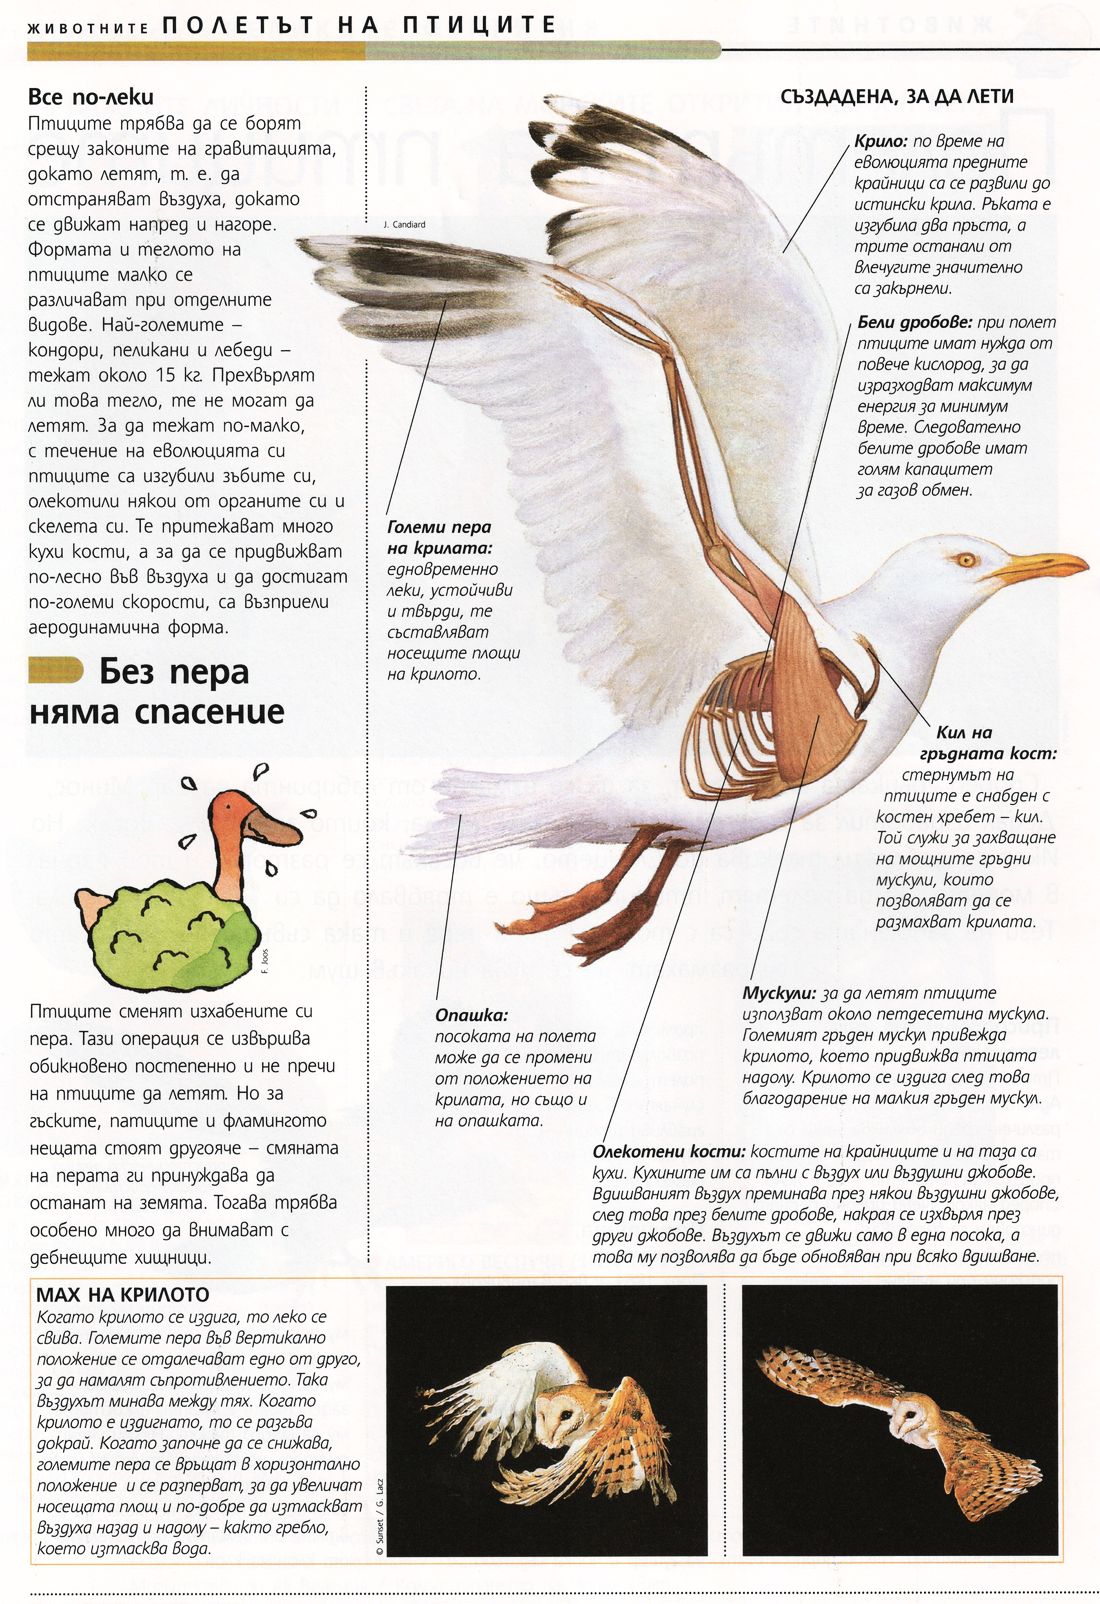 ЖИВОТНИТЕ ПОЛЕТЪТ НА ПТИЦИТЕ
Все по-леки
Птиците трябва да се борят
срещу законите на гравитацията,
докато летят, т. е. да
отстраняват въздуха, докато
се движат напред и нагоре.
Формата и теглото на
птиците малко се
различават при отделните
видове. Най-големите –
кондори, пеликани и лебеди –
тежат около 15 кг. Прехвърлят
ли това тегло, те не могат да
летят. За да тежат по-малко,
с течение на еволюцията си
птиците са изгубили зъбите си,
олекотили някои от органите си и
скелета си. Те притежават много
кухи кости, а за да се придвижват
по-лесно във въздуха и да достигат
по-големи скорости, са възприели
аеродинамична форма.
Без пера
няма спасение
F. Joos
Птиците сменят изхабените си
пера. Тази операция се извършва
обикновено постепенно и не пречи
на птиците да летят. Но за
гъските, патиците и фламингото
нещата стоят другояче – смяната
на перата ги принуждава да
останат на земята. Тогава трябва
особено много да внимават с
дебнещите хищници.
J. Candiard
СЪЗДАДЕНА, ЗА ДА ЛЕТИ
Крило: по време на
еволюцията предните
крайници са се развили до
истински крила. Ръката е
изгубила два пръста, а
трите останали от
влечугите значително
са закърнели.
Бели дробове: при полет
птиците имат нужда от
повече кислород, за да
изразходват максимум
енергия за минимум
време. Следователно
белите дробове имат
голям капацитет
за газов обмен.
Големи пера
на крилата:
едновременно
леки, устойчиви
и твърди, те
съставляват
носещите площи
на крилото.
Кил на
гръдната кост:
стернумът на
птиците е снабден с
костен хребет – кил.
Той служи за захващане
на мощните гръдни
мускули, които
позволяват да се
размахват крилата.
Опашка:
посоката на полета
може да се промени
от положението на
крилата, но също и
на опашката.
Мускули: за да летят птиците
използват около петдесетина мускула.
Големият гръден мускул привежда
крилото, което придвижва птицата
надолу. Крилото се издига след това
благодарение на малкия гръден мускул.
Олекотени кости: костите на крайниците и на таза са
кухи. Кухините им са пълни с въздух или въздушни джобове.
Вдишваният въздух преминава през някои въздушни джобове,
след това през белите дробове, накрая се изхвърля през
други джобове. Въздухът се движи само в една посока, а
това му позволява да бъде обновяван при всяко вдишване.
МАХ НА КРИЛОТО
Когато крилото се издига, то леко се
свива. Големите пера във вертикално
положение се отдалечават едно от друго,
за да намалят съпротивлението. Така
въздухът минава между тях. Когато
крилото е издигнато, то се разгъва
докрай. Когато започне да се снижава,
големите пера се връщат в хоризонтално
положение и се разперват, за да увеличат
носещата площ и по-добре да изтласкват
въздуха назад и надолу – както гребло,
което изтласква вода.
© Sunset / G. Lacz